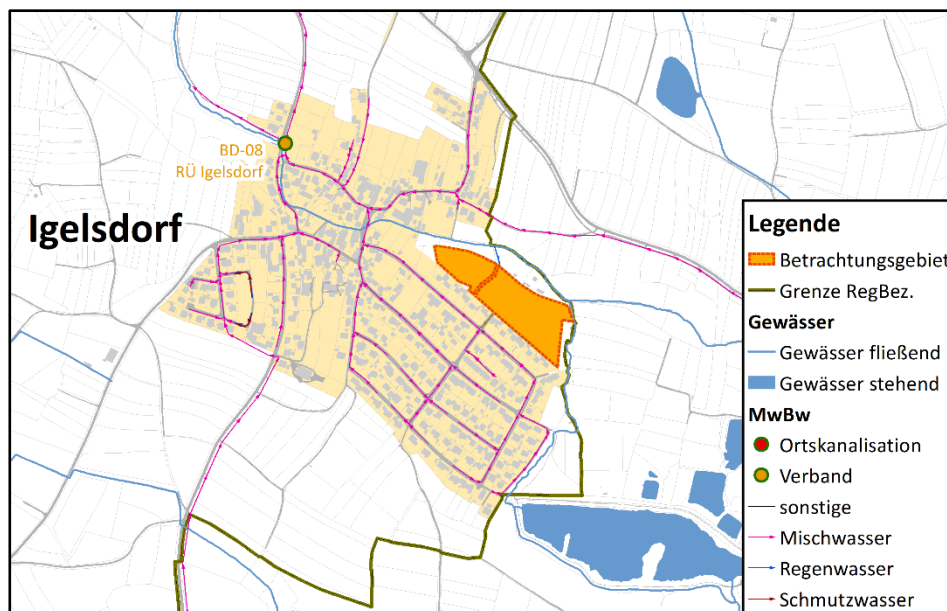 BD-08
RÜ Igelsdorf
Igelsdorf
Legende
Betrachtungsgebiet
Grenze RegBez.
Gewässer
Gewässer fließend
Gewässer stehend
MwBw
Ortskanalisation
Verband
sonstige
Mischwasser
Regenwasser
Schmutzwasser